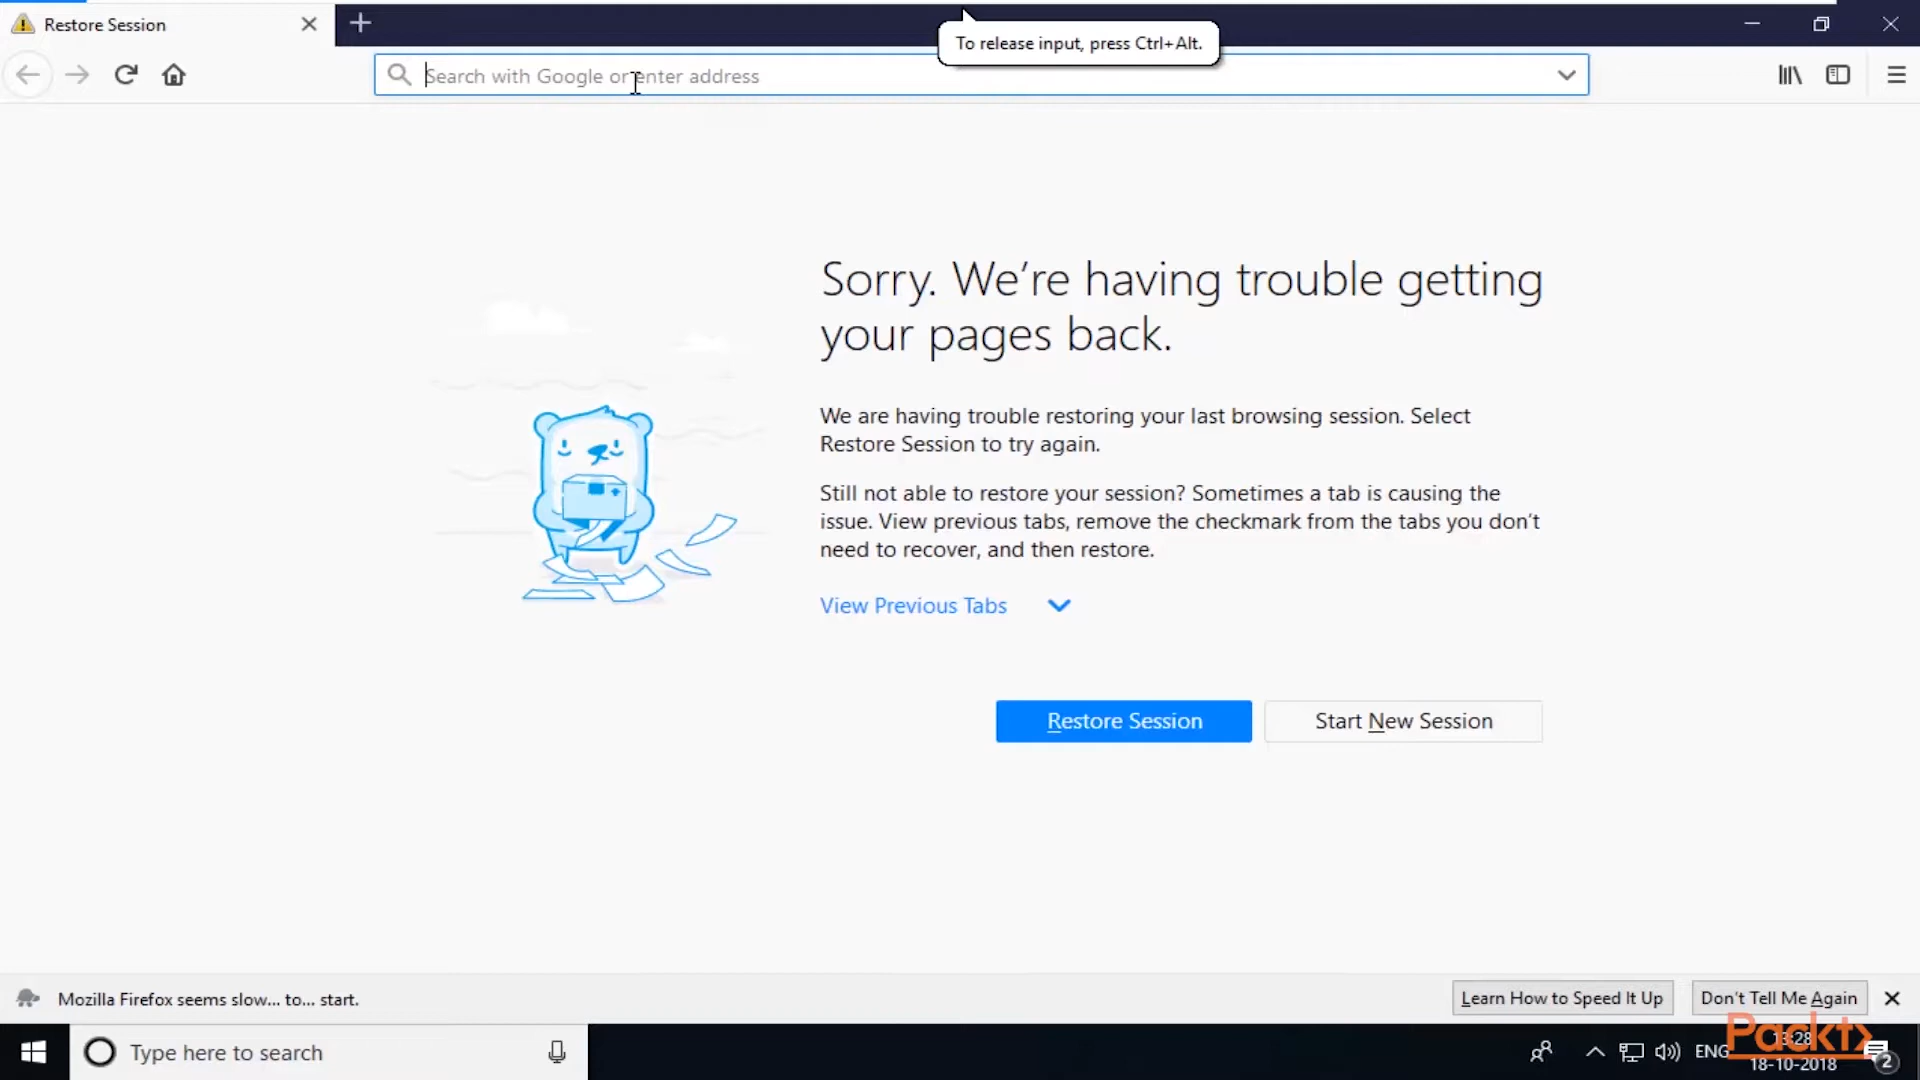 Restore Session
To release input, press Ctrl+Alt.
Search with Google or enter address
Sorry. We're having trouble getting
your pages back.
We are having trouble restoring your last browsing session. Select
Restore Session to try again.
Still not able to restore your session? Sometimes a tab is causing the
issue. View previous tabs, remove the checkmark from the tabs you don't
need to recover, and then restore.
View Previous Tabs
Restore Session
Start New Session
Mozilla Firefox seems slow... to... start.
Learn How to Speed It Up
Don't Tell Me Again
Type here to search
ENG
Packt>
13:28
18-10-2018
2